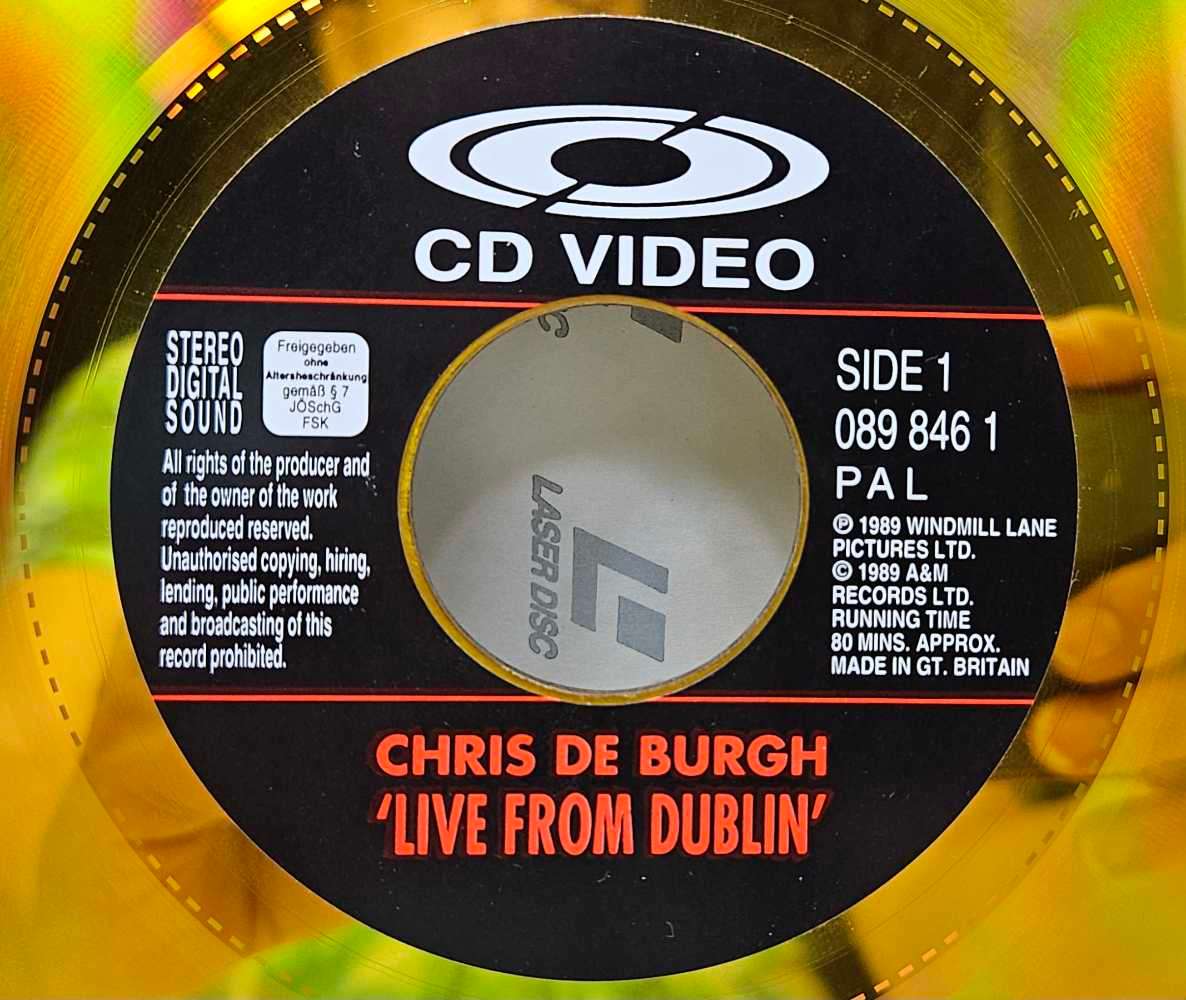 CD VIDEO
STEREO
DIGITAL
SOUND
Freigegeben
ohne
Altersbeschränkung
gemäß § 7
JÖSchG
FSK
All rights of the producer and
of the owner of the work
reproduced reserved.
Unauthorised copying, hiring,
lending, public performance
and broadcasting of this
record prohibited.
LASER DISC
SIDE 1
089 846 1
PAL
℗ 1989 WINDMILL LANE
PICTURES LTD.
© 1989 A&M
RECORDS LTD.
RUNNING TIME
80 MINS. APPROX.
MADE IN GT. BRITAIN
CHRIS DE BURGH
'LIVE FROM DUBLIN'